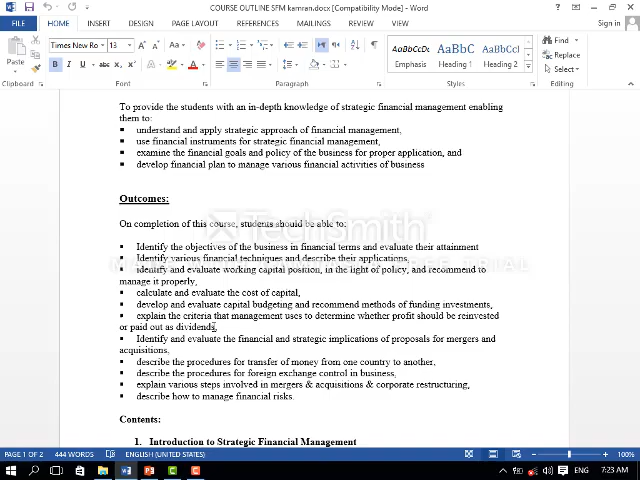 COURSE OUTLINE SFM kamran.docx [Compatibility Mode] - Word
FILE HOME INSERT DESIGN PAGE LAYOUT REFERENCES MAILINGS REVIEW VIEW Sign in
Times New Ro 13 A A Aa
Paste
B I U abc x₂ x² A A
AaBbCcDc AaBbC AaBbCcI
Emphasis Heading 1 Heading 2
Find
Replace
Select
Clipboard Font Paragraph Styles Editing
To provide the students with an in-depth knowledge of strategic financial management enabling
them to:
▪ understand and apply strategic approach of financial management,
▪ use financial instruments for strategic financial management,
▪ examine the financial goals and policy of the business for proper application, and
▪ develop financial plan to manage various financial activities of business
Outcomes:
On completion of this course, students should be able to:
TechSmith
▪ Identify the objectives of the business in financial terms and evaluate their attainment
▪ Identify various financial techniques and describe their applications,
▪ identify and evaluate working capital position, in the light of policy, and recommend to
manage it properly,
▪ calculate and evaluate the cost of capital,
▪ develop and evaluate capital budgeting and recommend methods of funding investments,
▪ explain the criteria that management uses to determine whether profit should be reinvested
or paid out as dividends,
▪ Identify and evaluate the financial and strategic implications of proposals for mergers and
acquisitions,
▪ describe the procedures for transfer of money from one country to another,
▪ describe the procedures for foreign exchange control in business,
▪ explain various steps involved in mergers & acquisitions & corporate restructuring,
▪ describe how to manage financial risks.
Contents:
1. Introduction to Strategic Financial Management
PAGE 1 OF 2 444 WORDS ENGLISH (UNITED STATES) 100%
ENG 7:23 AM